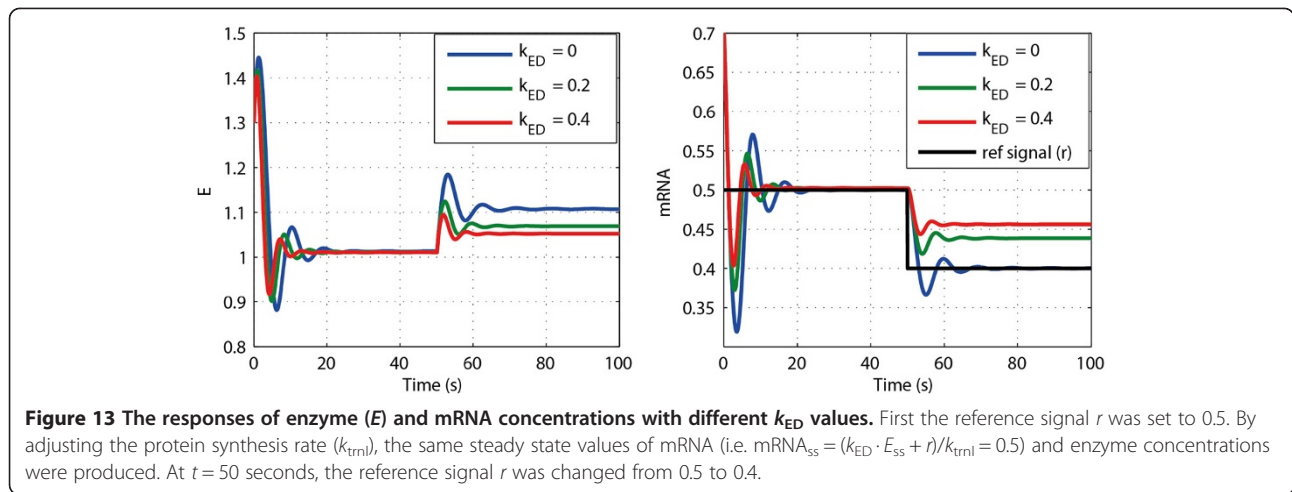 1.5
1.4
1.3
1.2
1.1
1
0.9
0.8
E
0 20 40 60 80 100
Time (s)
k_ED = 0
k_ED = 0.2
k_ED = 0.4
0.7
0.65
0.6
0.55
0.5
0.45
0.4
0.35
mRNA
0 20 40 60 80 100
Time (s)
k_ED = 0
k_ED = 0.2
k_ED = 0.4
ref signal (r)
Figure 13 The responses of enzyme (E) and mRNA concentrations with different k_ED values. First the reference signal r was set to 0.5. By
adjusting the protein synthesis rate (k_trnl), the same steady state values of mRNA (i.e. mRNA_ss = (k_ED · E_ss + r)/k_trnl = 0.5) and enzyme concentrations
were produced. At t = 50 seconds, the reference signal r was changed from 0.5 to 0.4.